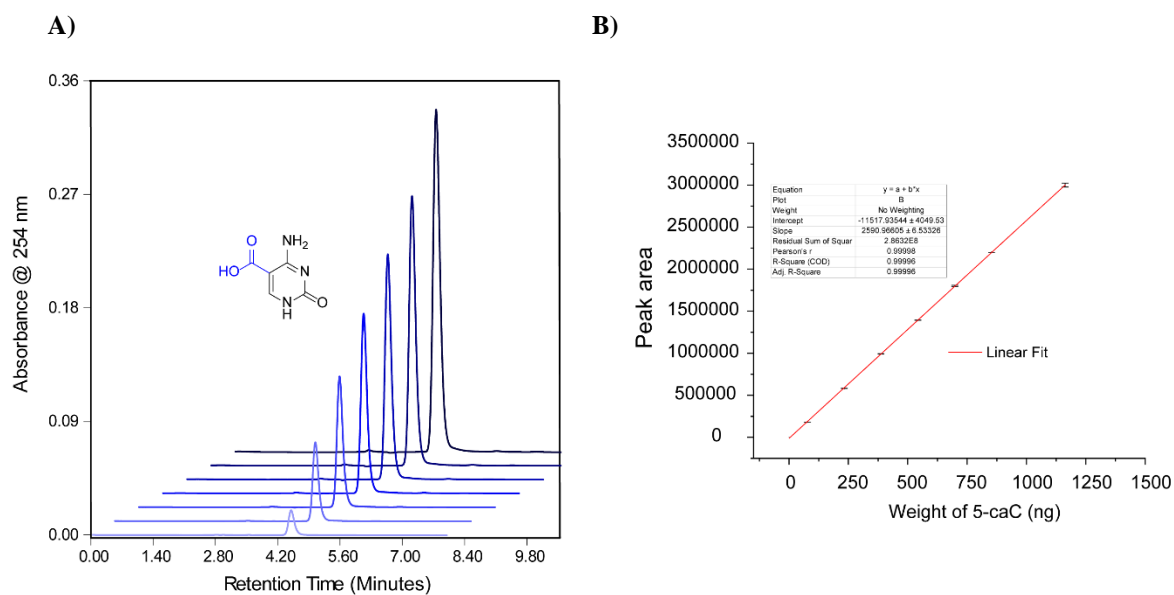 A)
B)
0.36
0.27
0.18
0.09
0.00
Absorbance @ 254 nm
O
NH2
HO
N
N
H
O
0.00 1.40 2.80 4.20 5.60 7.00 8.40 9.80
Retention Time (Minutes)
3500000
3000000
2500000
2000000
1500000
1000000
500000
0
Peak area
Equation y = a + b*x
Plot B
Weight No Weighting
Intercept -11517.93544 ± 4049.53
Slope 2590.96605 ± 6.53326
Residual Sum of Squar 2.8632E8
Pearson's r 0.99998
R-Square (COD) 0.99996
Adj. R-Square 0.99996
Linear Fit
0 250 500 750 1000 1250 1500
Weight of 5-caC (ng)